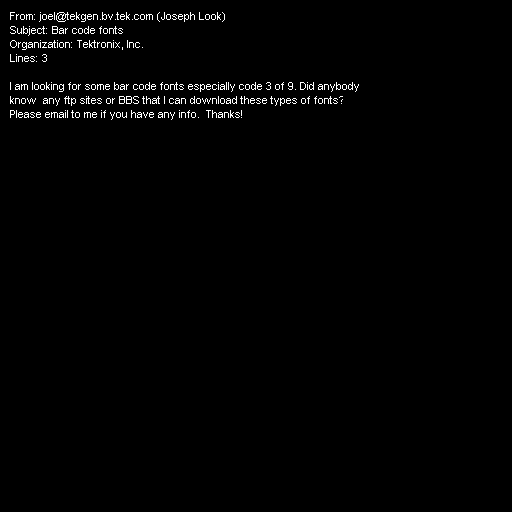 From: joel@tekgen.bv.tek.com (Joseph Look)
Subject: Bar code fonts
Organization: Tektronix, Inc.
Lines: 3

I am looking for some bar code fonts especially code 3 of 9. Did anybody
know  any ftp sites or BBS that I can download these types of fonts?
Please email to me if you have any info.  Thanks!